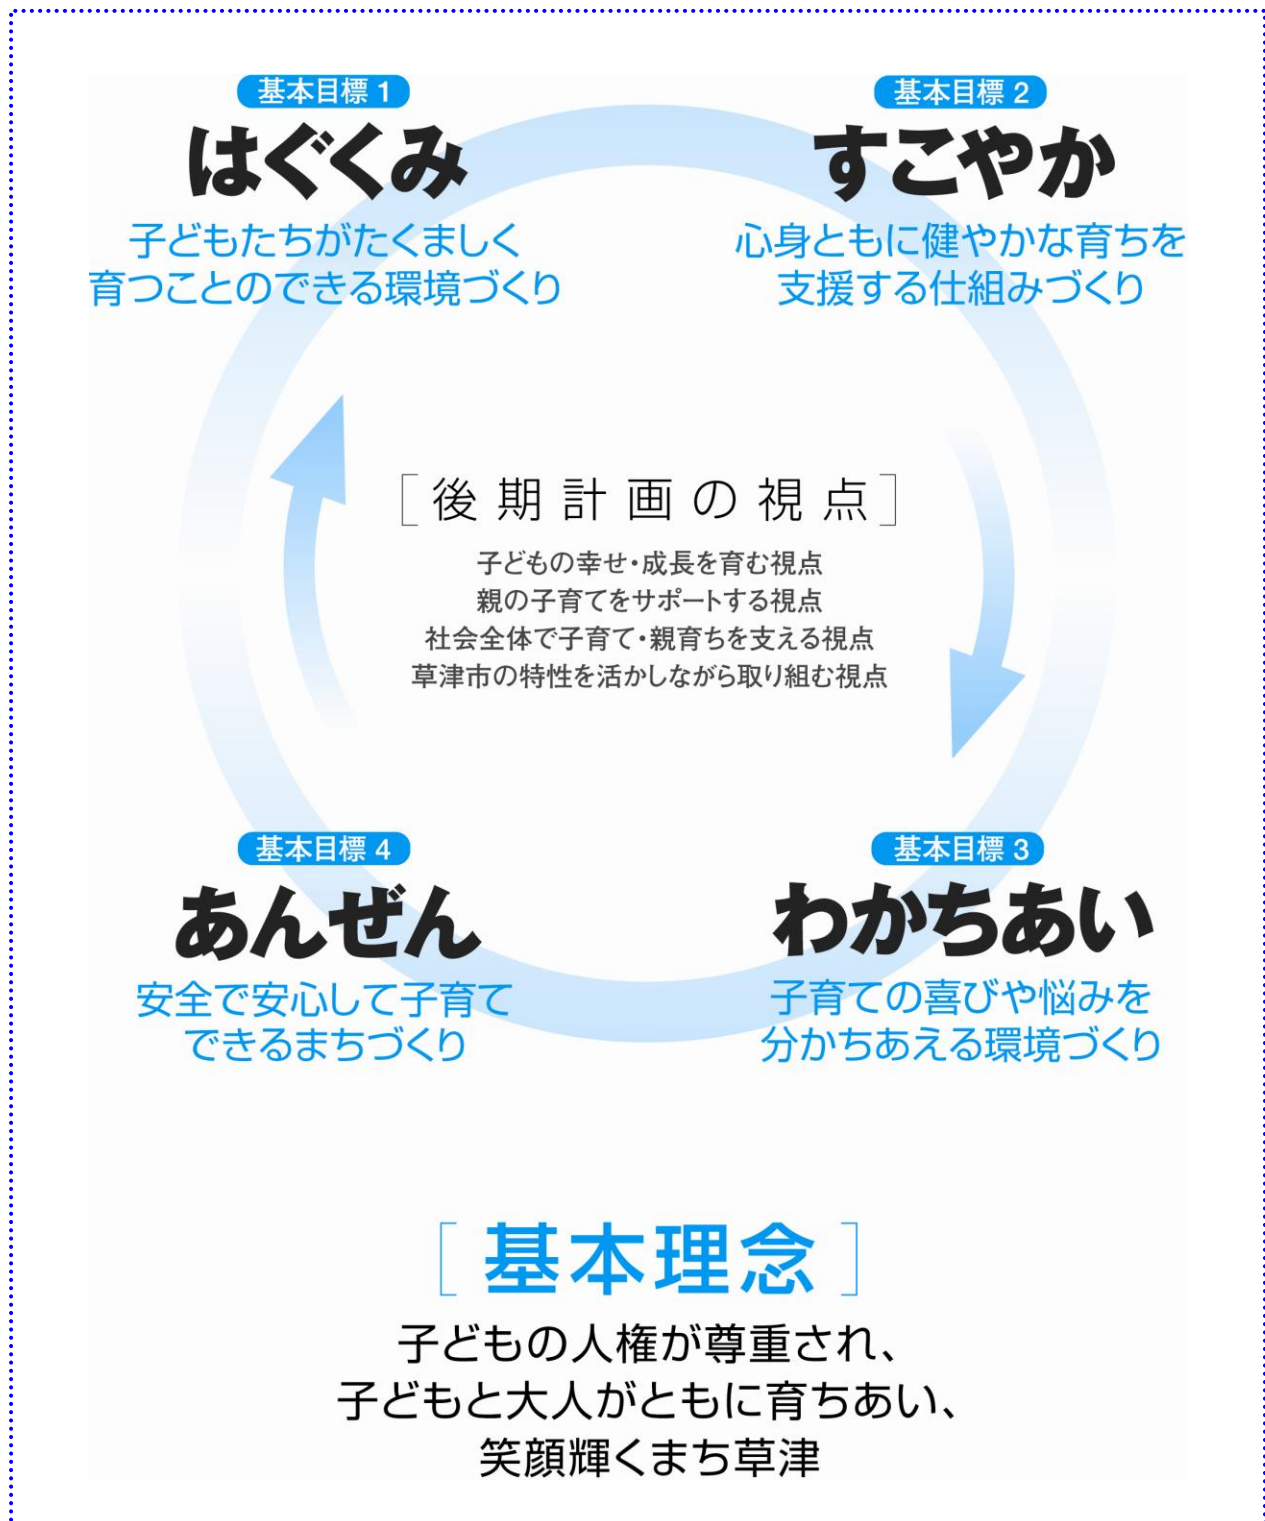 基本目標 1
はぐくみ
子どもたちがたくましく
育つことのできる環境づくり
基本目標 2
すこやか
心身ともに健やかな育ちを
支援する仕組みづくり
[後期計画の視点]
子どもの幸せ・成長を育む視点
親の子育てをサポートする視点
社会全体で子育て・親育ちを支える視点
草津市の特性を活かしながら取り組む視点
基本目標 4
あんぜん
安全で安心して子育て
できるまちづくり
基本目標 3
わかちあい
子育ての喜びや悩みを
分かちあえる環境づくり
[基本理念]
子どもの人権が尊重され、
子どもと大人がともに育ちあい、
笑顔輝くまち草津